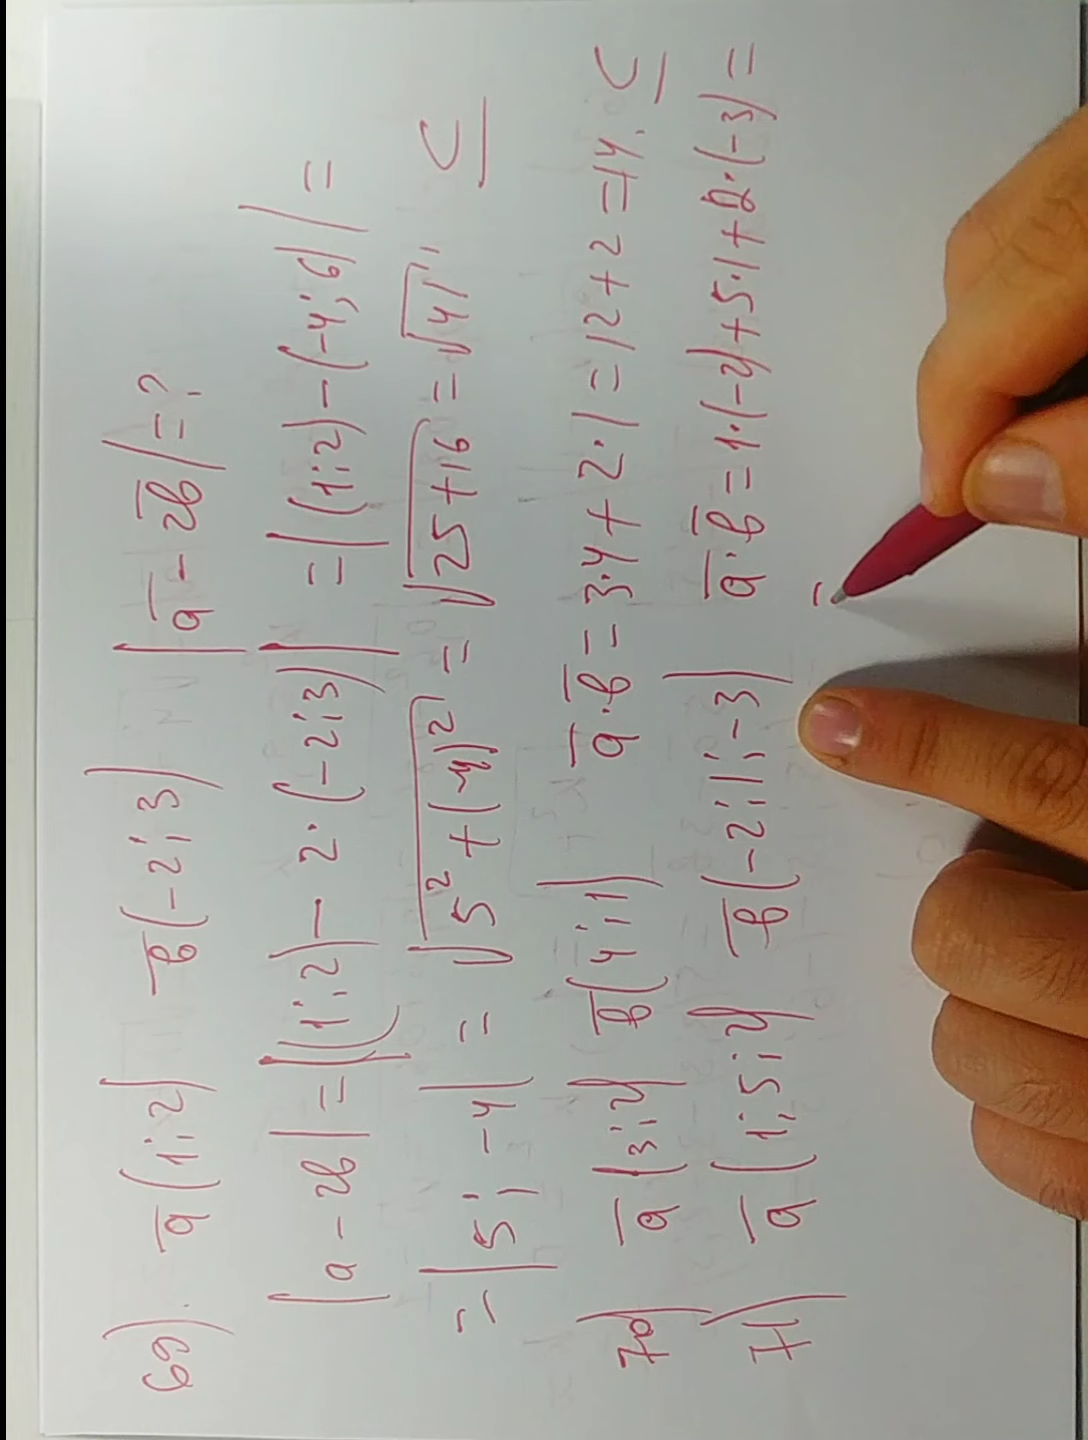 69). a̅(1;2) b̅(-2;3) |a̅-2b̅|=?
|a-2b|=|(1;2)-2·(-2;3)|=|(1;2)-(-4;6)|=
=|5;-4|=√(5²+(-4)²)=√(25+16)=√41, C
70) a̅(3;2) b̅(4;1) a̅·b̅=3·4+2·1=12+2=14. C
71) a̅(1;5;2) b̅(-2;1;-3) a̅·b̅=1·(-2)+5·1+2·(-3)=